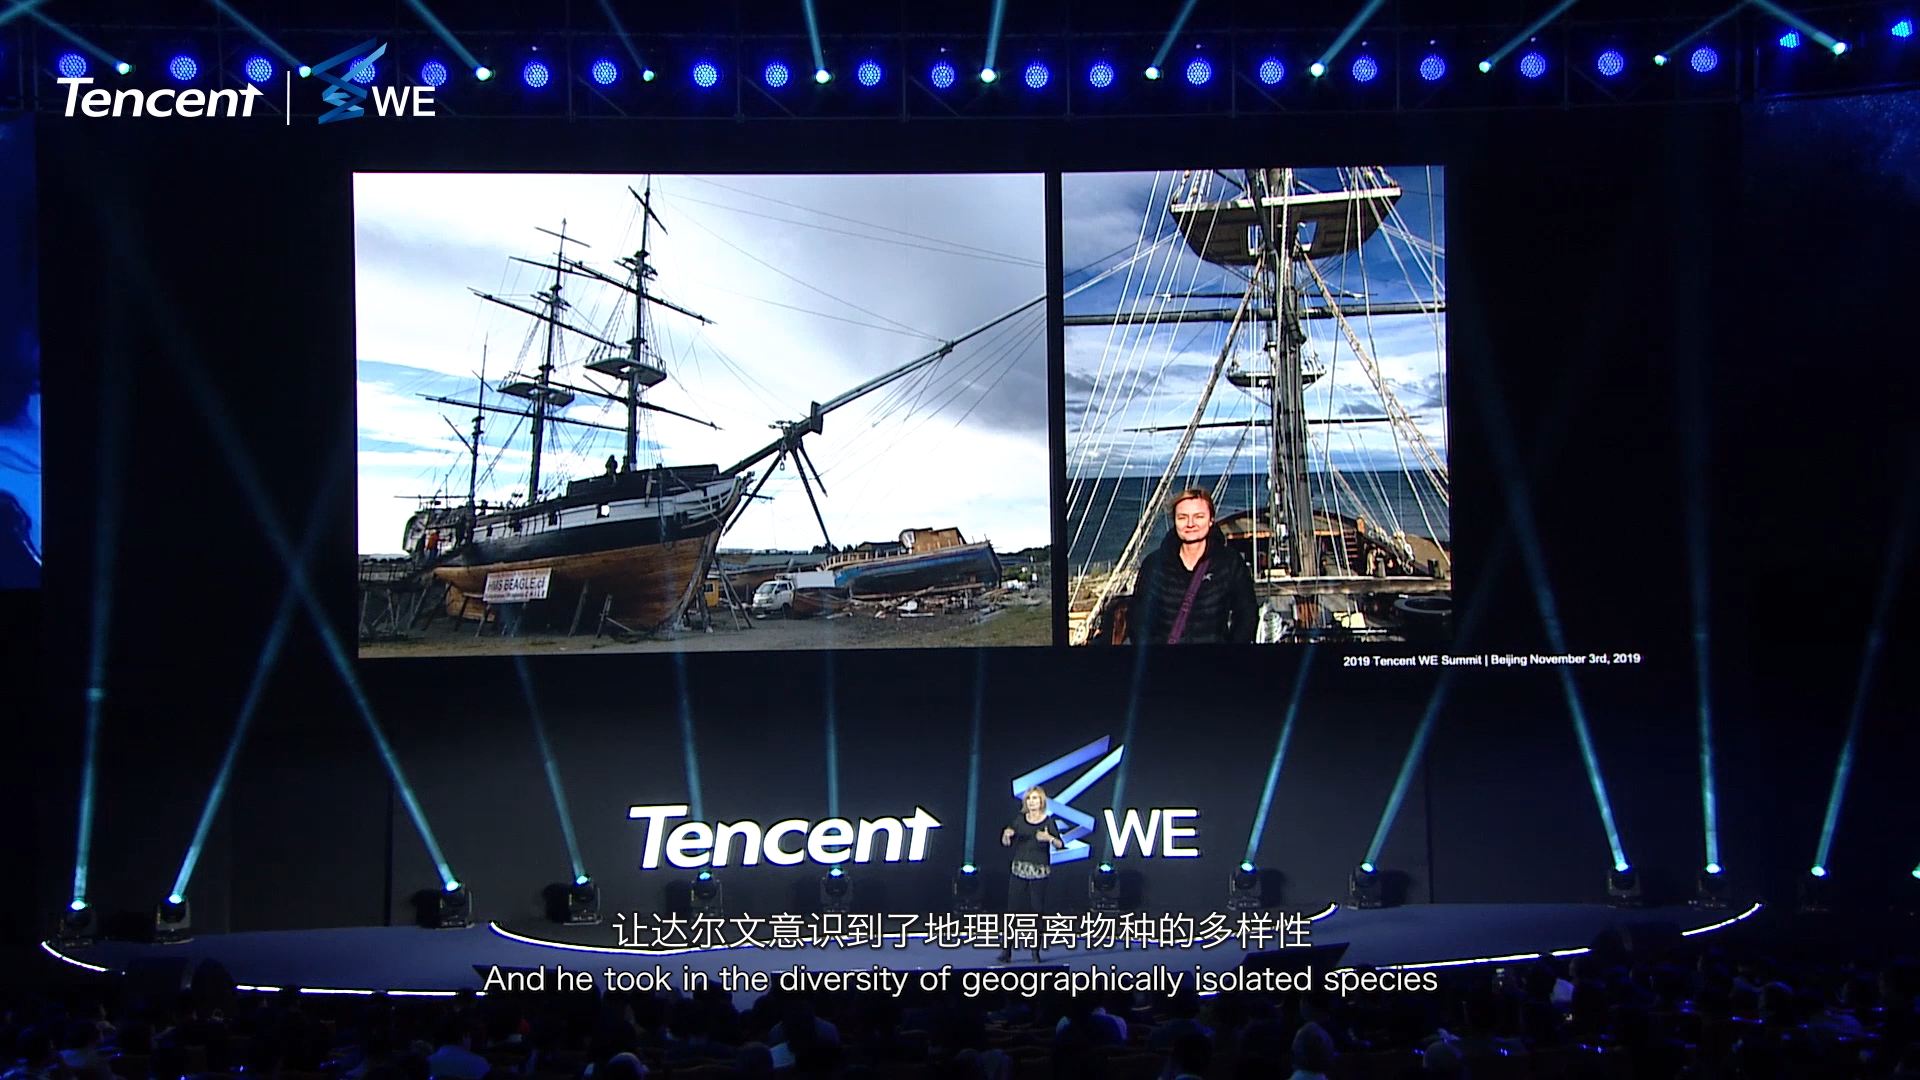 Tencent | WE
HMS BEAGLE.cl
2019 Tencent WE Summit | Beijing November 3rd, 2019
Tencent WE
让达尔文意识到了地理隔离物种的多样性
And he took in the diversity of geographically isolated species